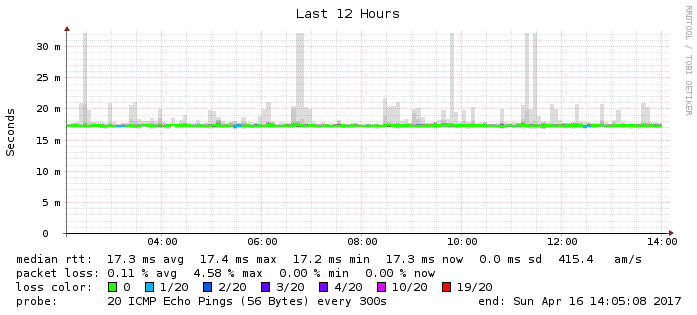 Last 12 Hours
RRDTOOL / TOBI OETIKER
Seconds
30 m
25 m
20 m
15 m
10 m
5 m
0
04:00 06:00 08:00 10:00 12:00 14:00
median rtt: 17.3 ms avg 17.4 ms max 17.2 ms min 17.3 ms now 0.0 ms sd 415.4 am/s
packet loss: 0.11 % avg 4.58 % max 0.00 % min 0.00 % now
loss color: 0 1/20 2/20 3/20 4/20 10/20 19/20
probe: 20 ICMP Echo Pings (56 Bytes) every 300s end: Sun Apr 16 14:05:08 2017